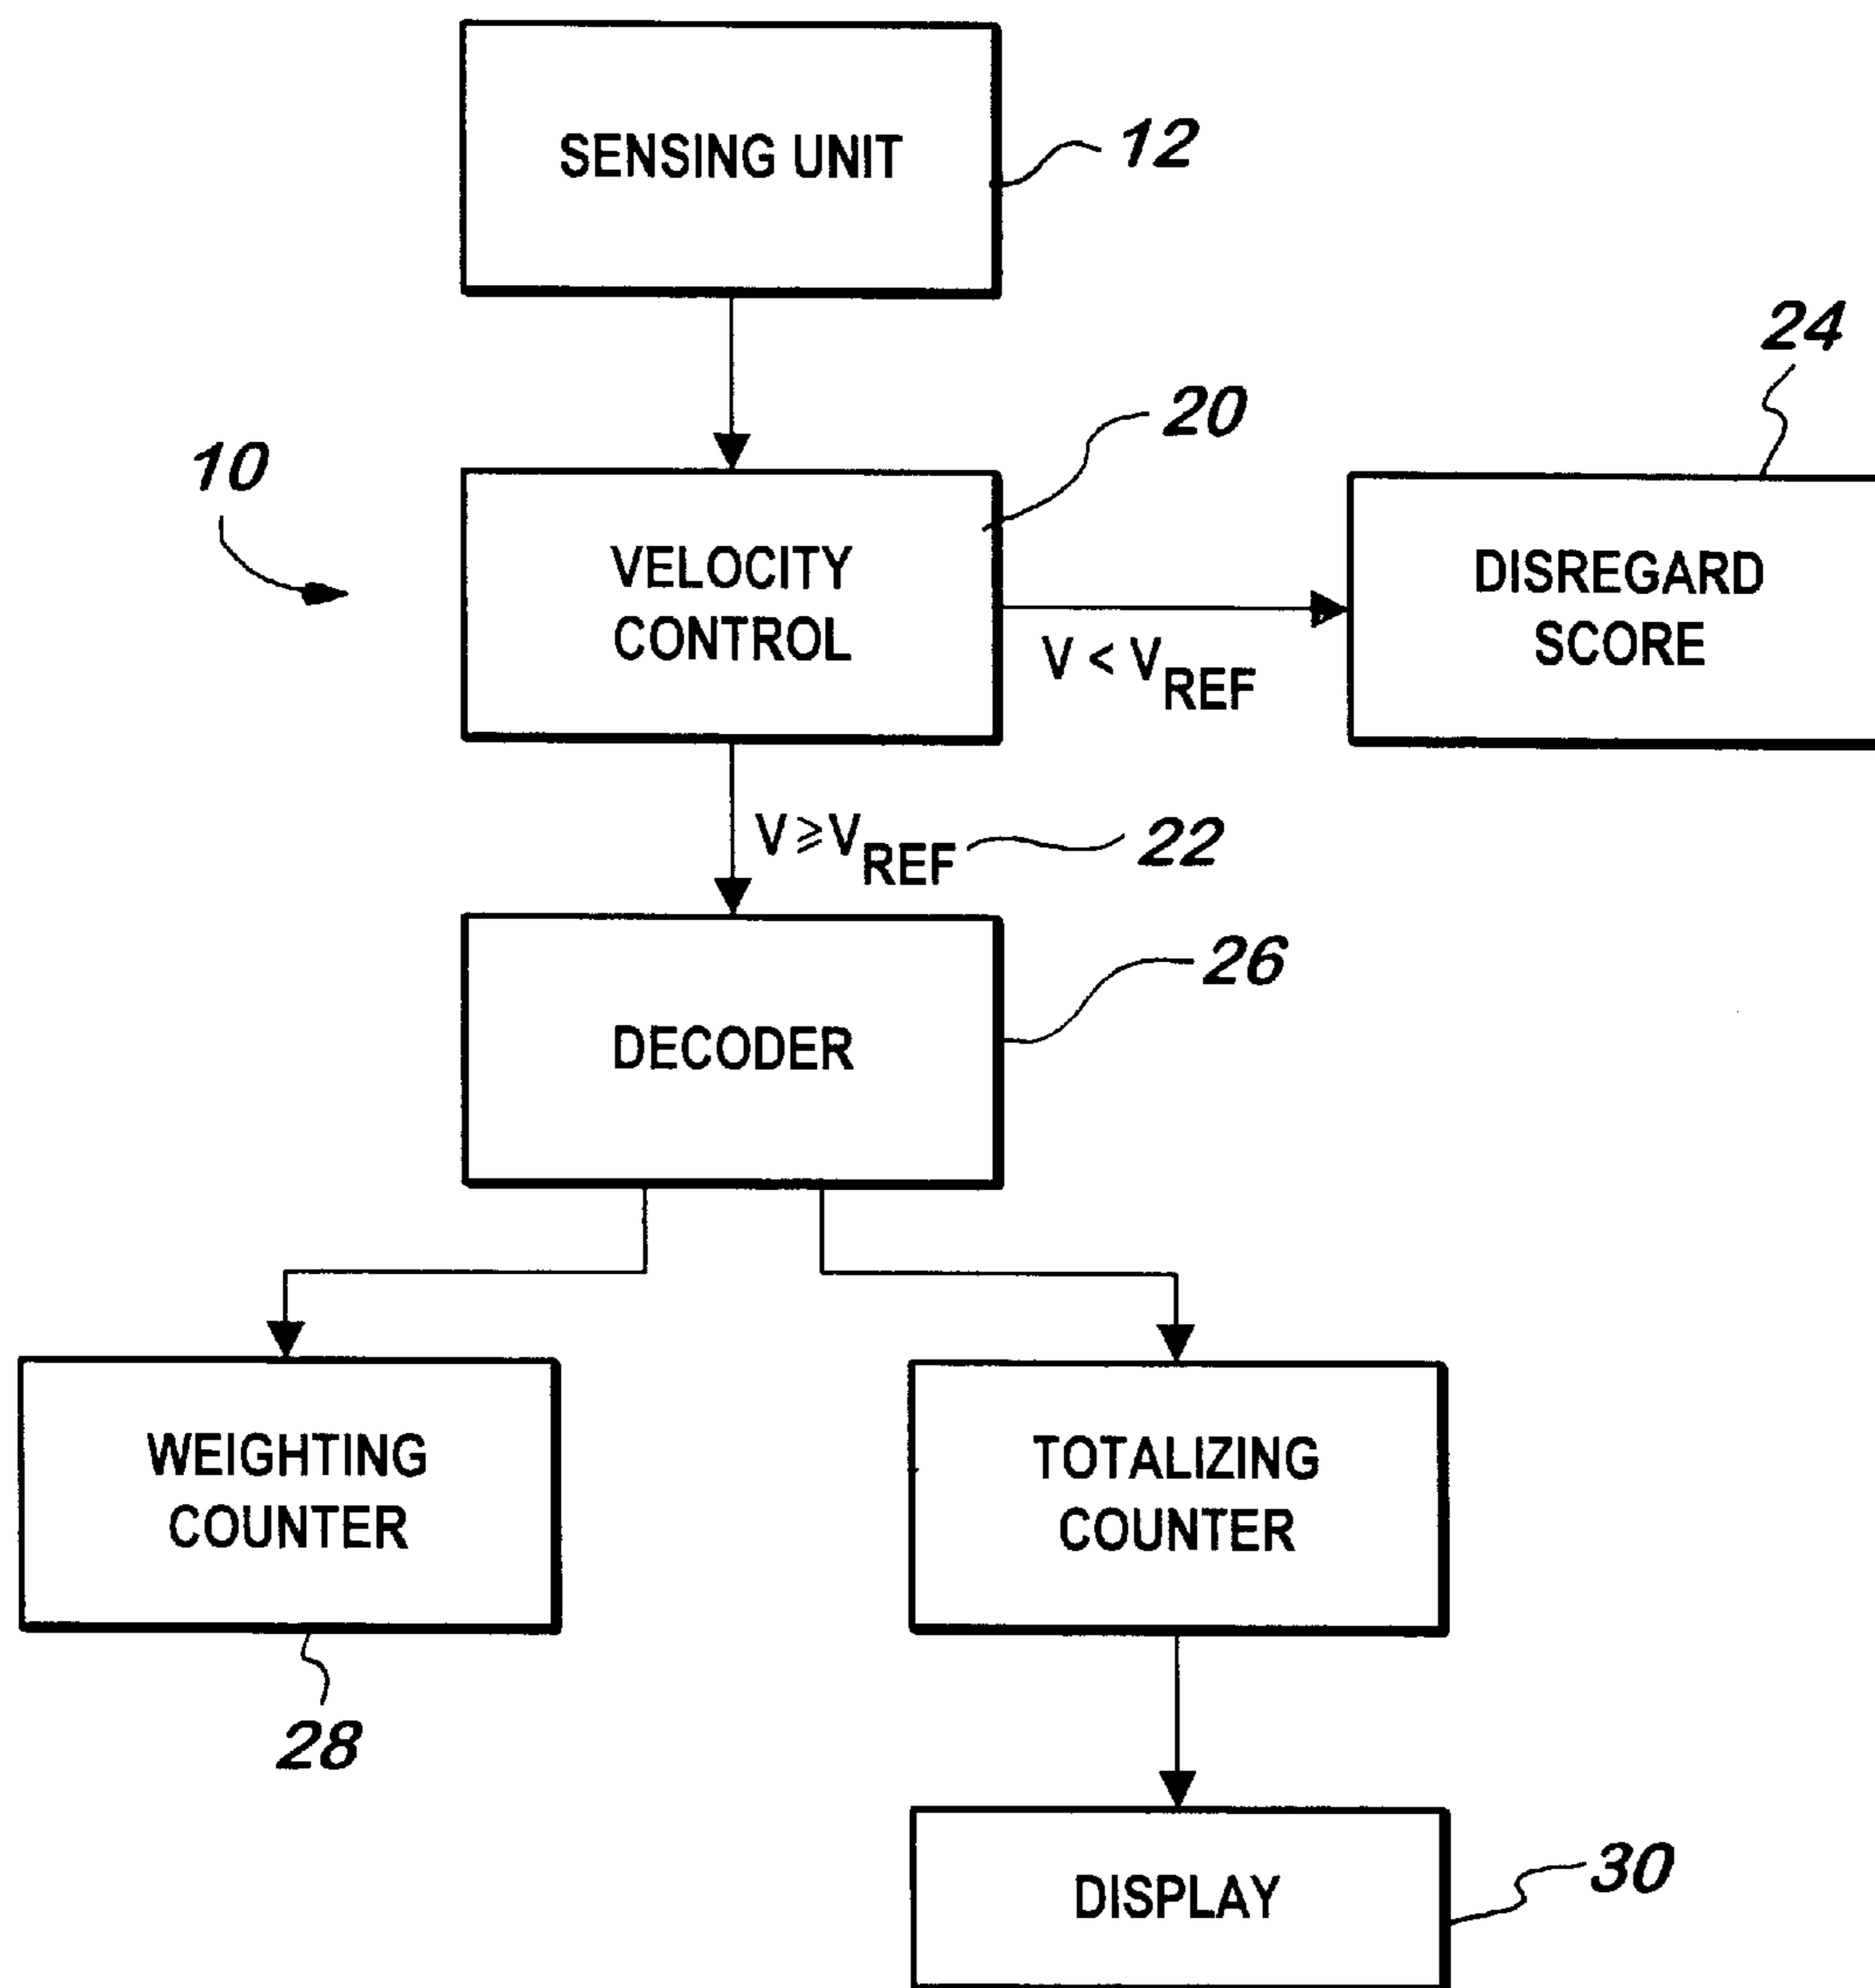 SENSING UNIT
12
24
20
10
VELOCITY
CONTROL
DISREGARD
SCORE
V < VREF
V ≥ VREF
22
26
DECODER
WEIGHTING
COUNTER
TOTALIZING
COUNTER
28
DISPLAY
30